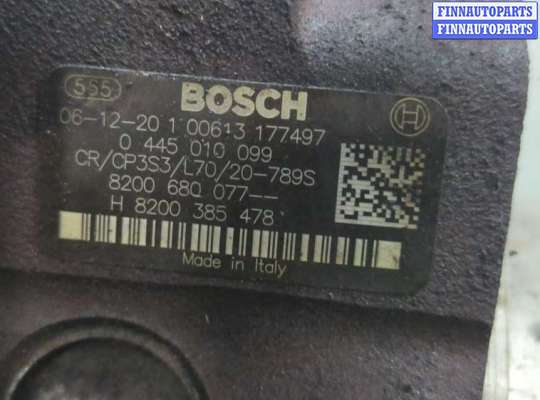 FINNAUTOPARTS
FINNAUTOPARTS
555 BOSCH
06-12-20 1 00613 177497
0 445 010 099
CR/CP3S3/L70/20-789S
8200 680 077--
H 8200 385 478
Made in Italy